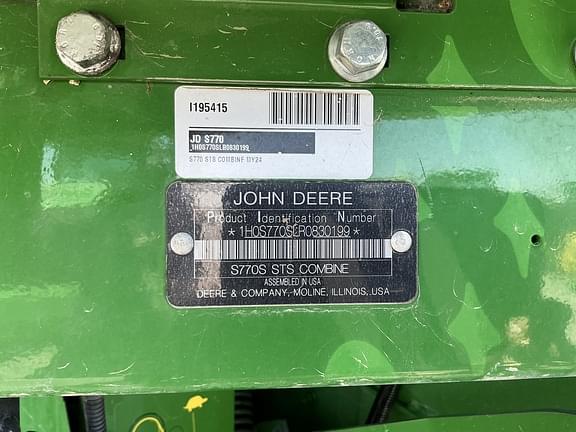 I195415
JD S770
1H0S770SLR0830199
S770 STS COMBINE MY24
JOHN DEERE
Product Identification Number
*1H0S770SLR0830199*
S770S STS COMBINE
ASSEMBLED IN USA
DEERE & COMPANY, MOLINE, ILLINOIS, USA